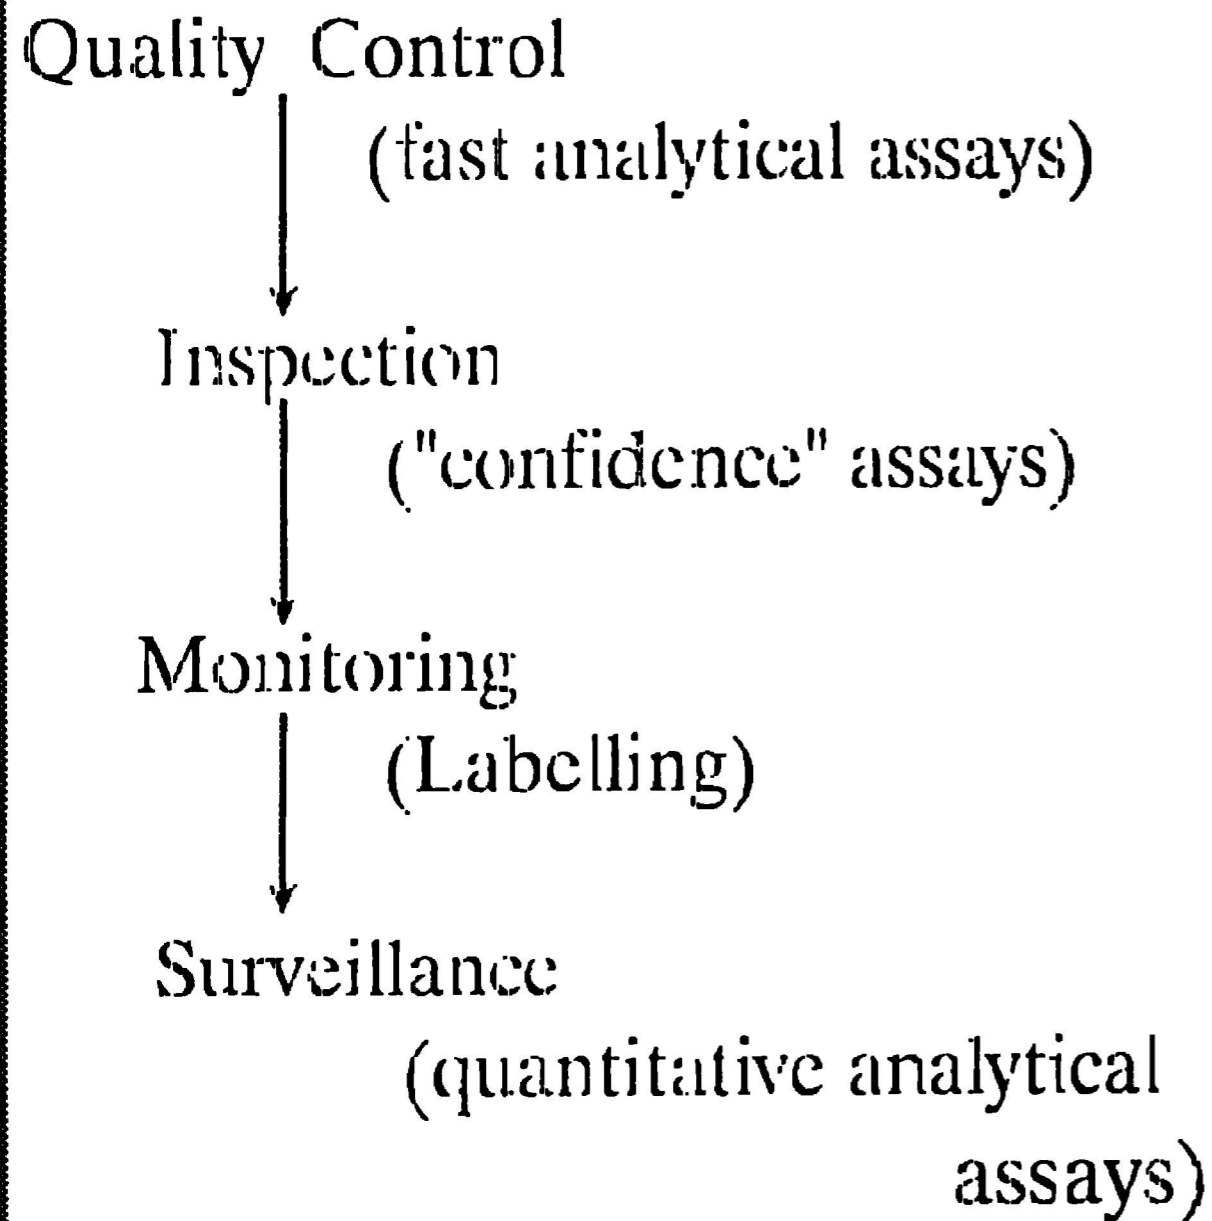 Quality Control
(fast analytical assays)
Inspection
("confidence" assays)
Monitoring
(Labelling)
Surveillance
(quantitative analytical
assays)